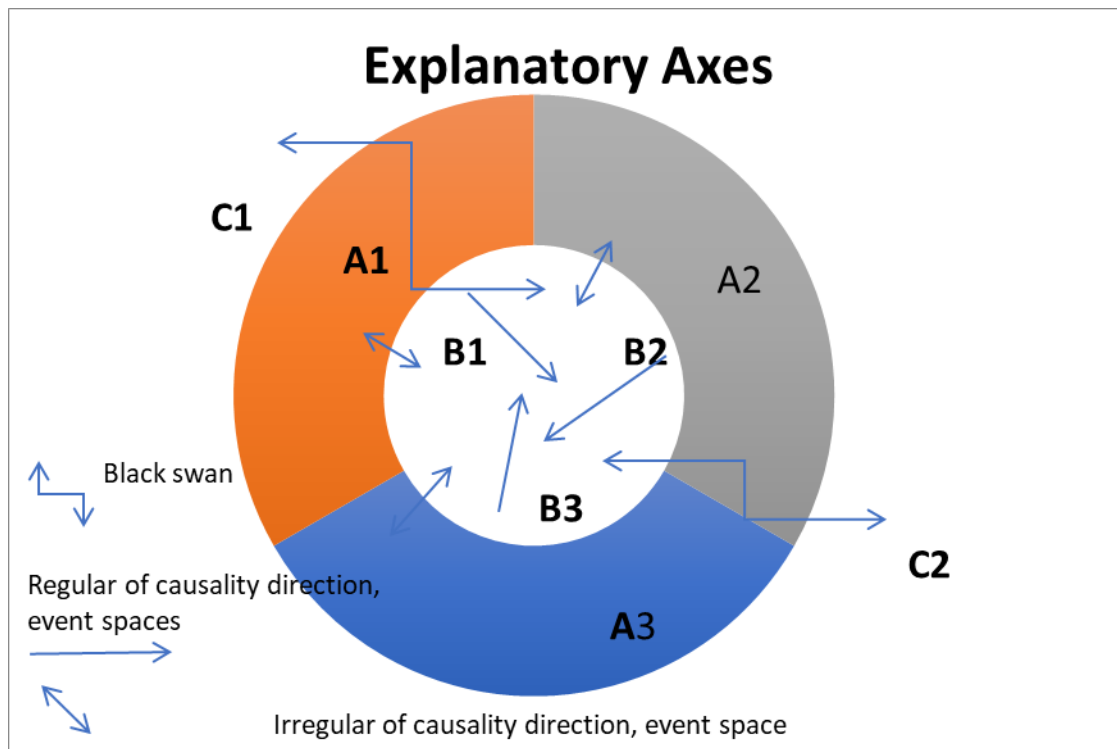 Explanatory Axes
C1
A1
A2
B1
B2
Black swan
B3
C2
Regular of causality direction,
event spaces
A3
Irregular of causality direction, event space